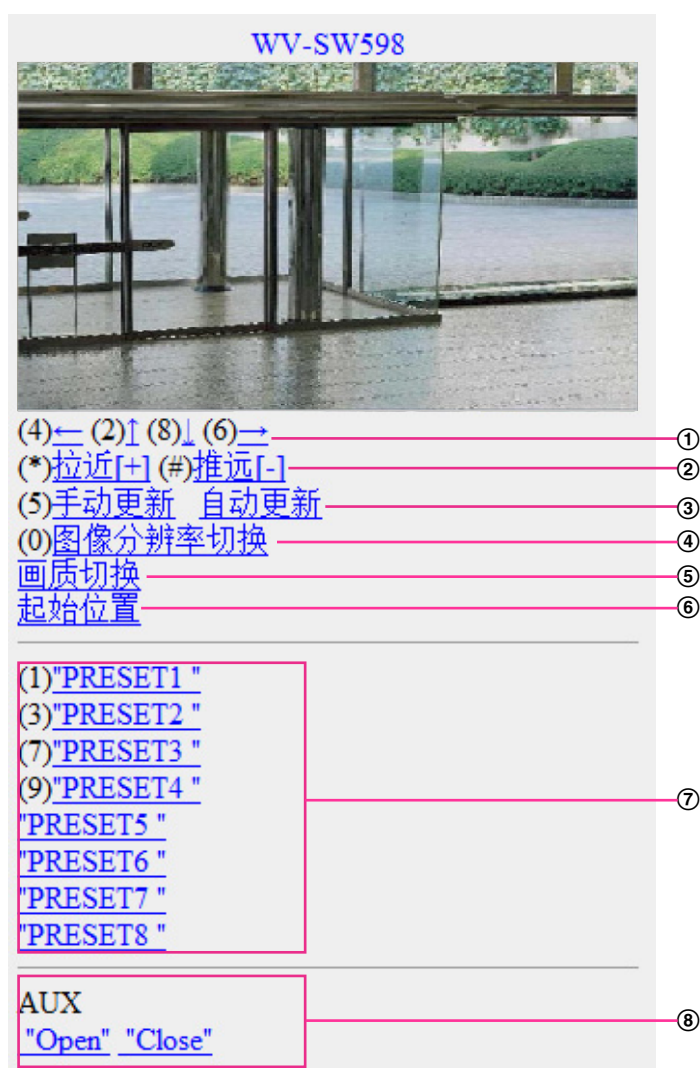 WV-SW598
(4)← (2)↑ (8)↓ (6)→ ①
(*)拉近[+] (#)推远[-] ②
(5)手动更新 自动更新 ③
(0)图像分辨率切换 ④
画质切换 ⑤
起始位置 ⑥
(1)"PRESET1 "
(3)"PRESET2 "
(7)"PRESET3 "
(9)"PRESET4 " ⑦
"PRESET5 "
"PRESET6 "
"PRESET7 "
"PRESET8 "
AUX
"Open" "Close" ⑧